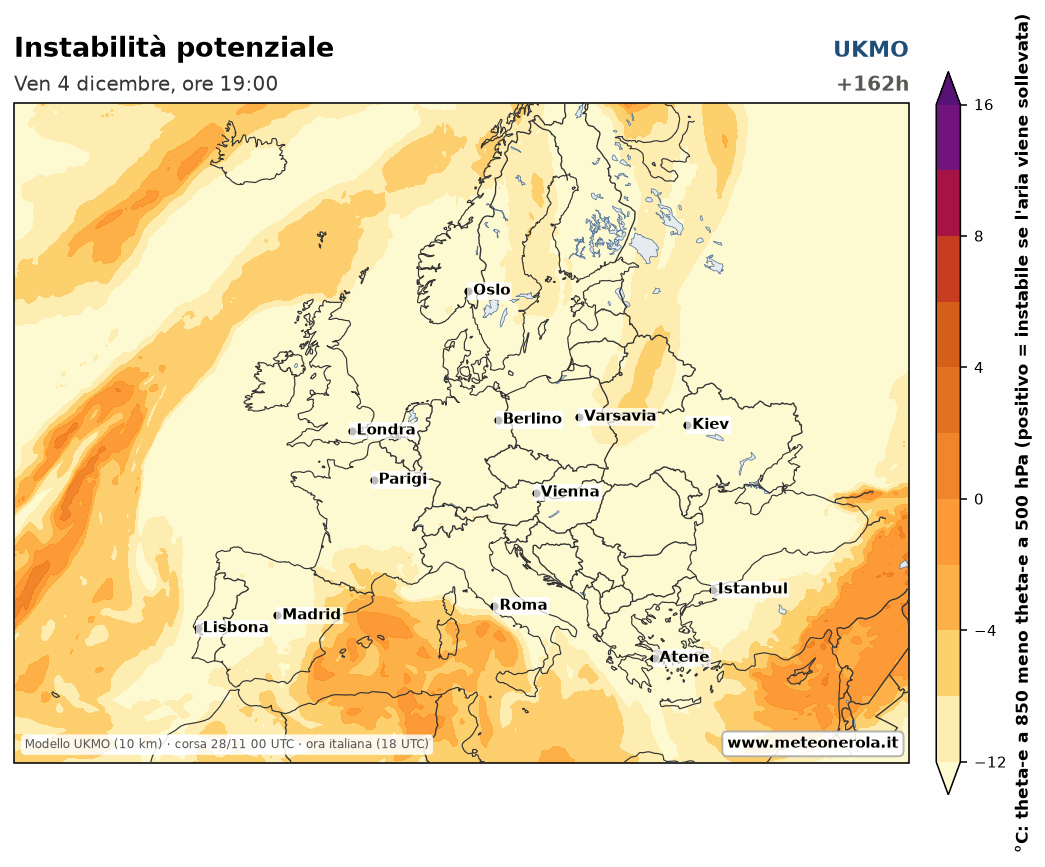 Instabilità potenziale
UKMO
Ven 4 dicembre, ore 19:00
+162h
16
8
4
0
−4
−12
°C: theta-e a 850 meno theta-e a 500 hPa (positivo = instabile se l'aria viene sollevata)
Oslo
Berlino
Varsavia
Kiev
Londra
Parigi
Vienna
Istanbul
Roma
Madrid
Lisbona
Atene
Modello UKMO (10 km) · corsa 28/11 00 UTC · ora italiana (18 UTC)
www.meteonerola.it